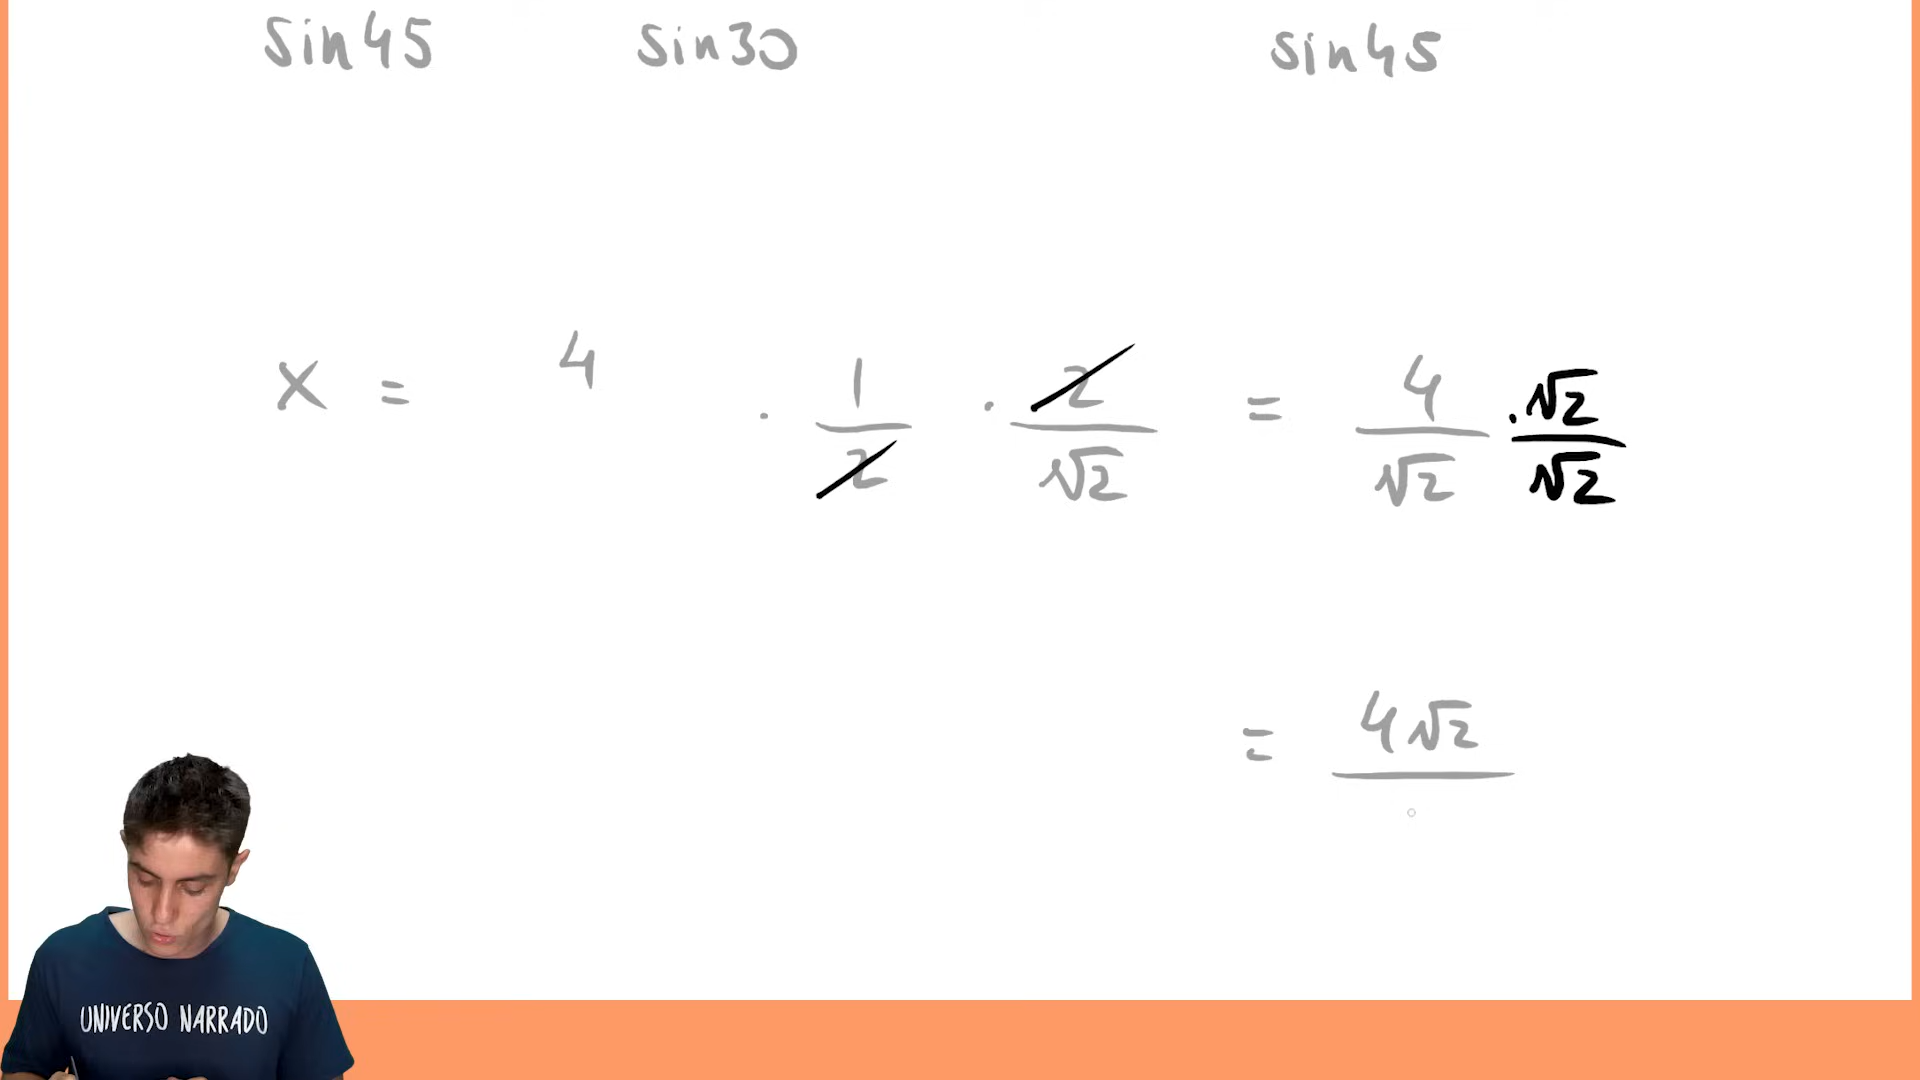 sin45 sin30 sin45
x = 4 · 1/2 · 2/√2 = 4/√2 · √2/√2
= 4√2
UNIVERSO NARRADO